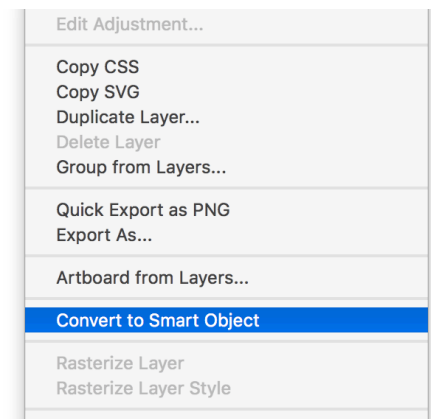 Edit Adjustment...
Copy CSS
Copy SVG
Duplicate Layer...
Delete Layer
Group from Layers...
Quick Export as PNG
Export As...
Artboard from Layers...
Convert to Smart Object
Rasterize Layer
Rasterize Layer Style